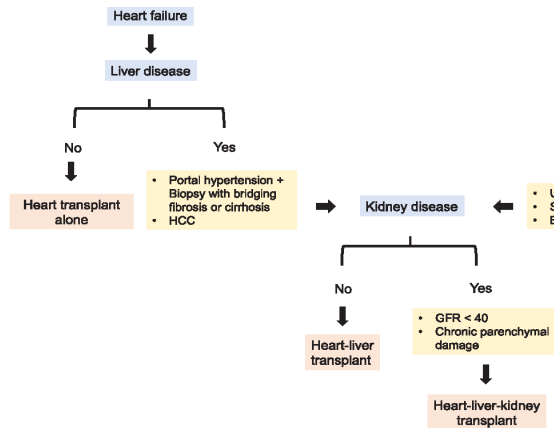 Heart failure
Liver disease
No
Yes
Heart transplant
alone
• Portal hypertension +
Biopsy with bridging
fibrosis or cirrhosis
• HCC
Kidney disease
No
Yes
Heart-liver
transplant
• GFR < 40
• Chronic parenchymal
damage
Heart-liver-kidney
transplant